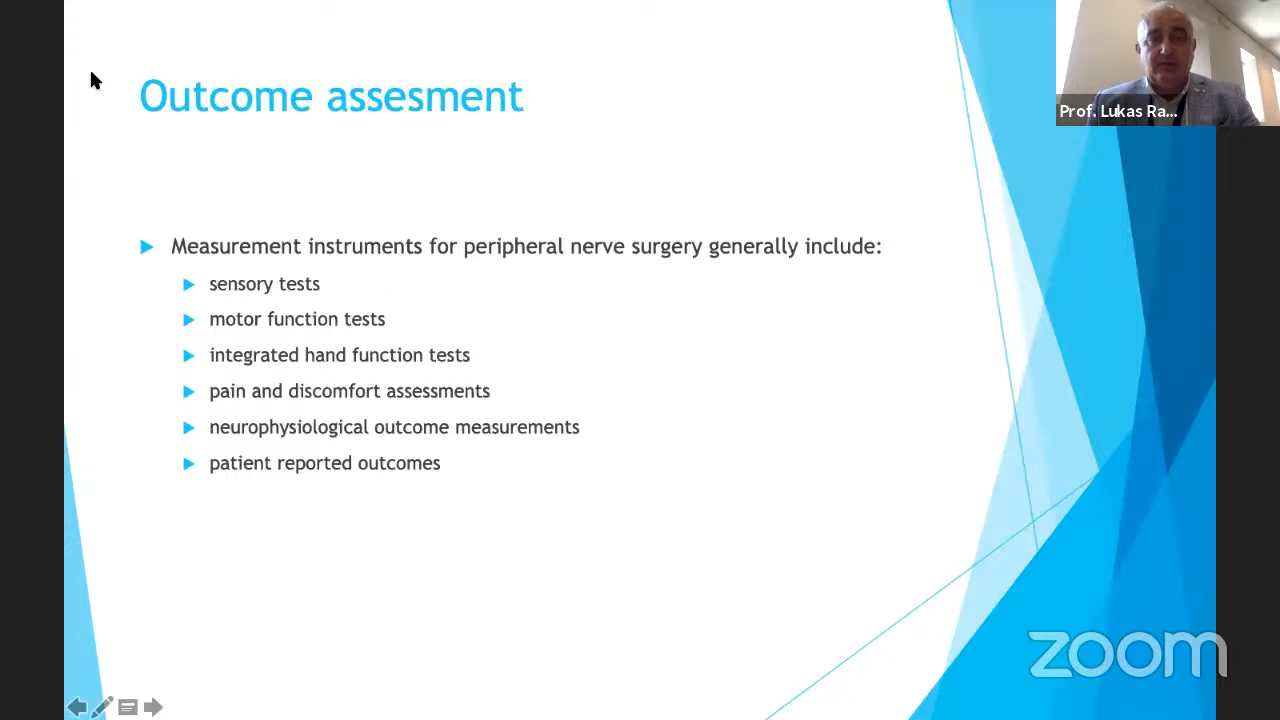 Outcome assesment
Measurement instruments for peripheral nerve surgery generally include:
sensory tests
motor function tests
integrated hand function tests
pain and discomfort assessments
neurophysiological outcome measurements
patient reported outcomes
Prof. Lukas Ra...
zoom